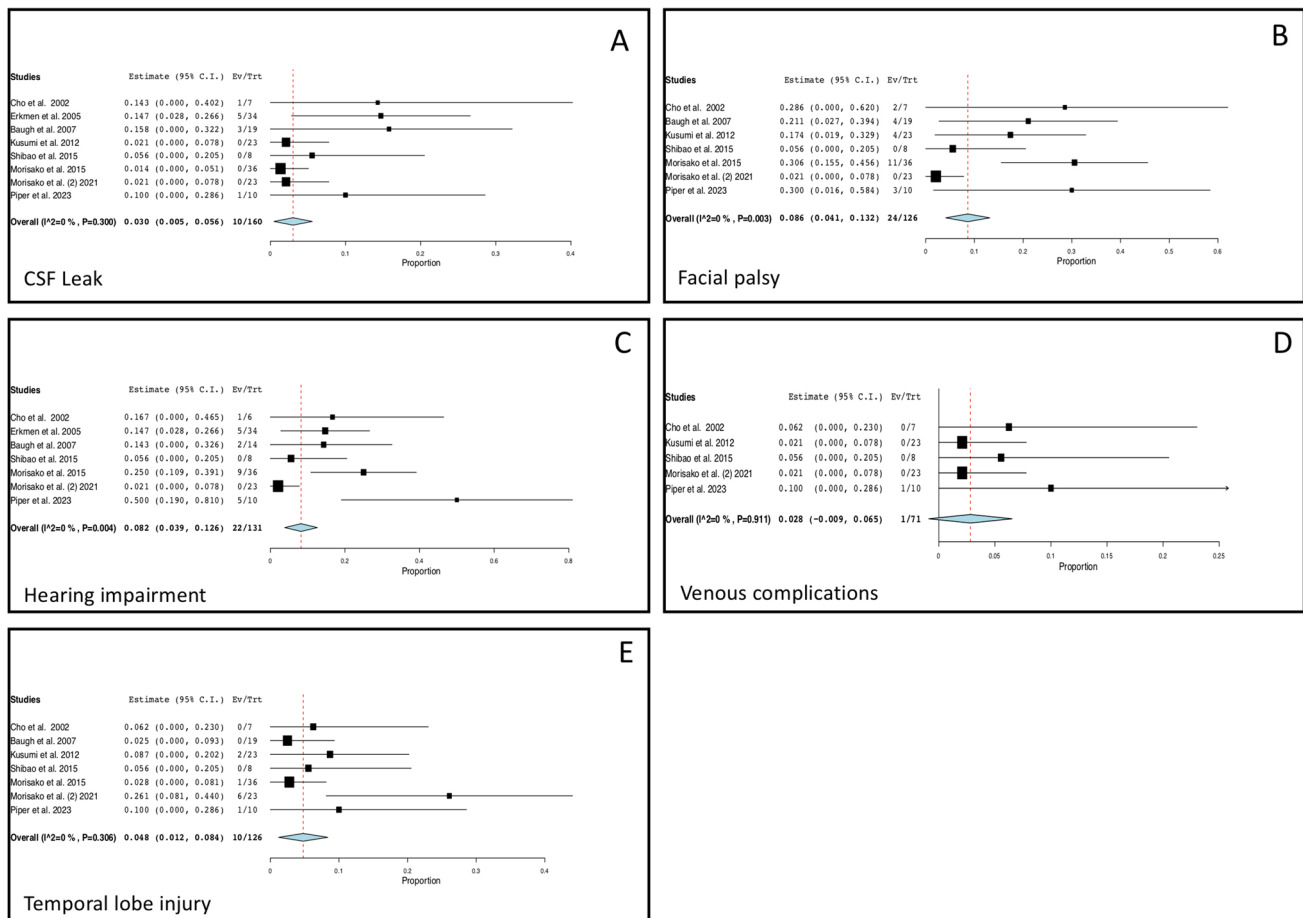 A
Studies Estimate (95% C.I.) Ev/Trt
Cho et al. 2002 0.143 (0.000, 0.402) 1/7
Erkmen et al. 2005 0.147 (0.028, 0.266) 5/34
Baugh et al. 2007 0.158 (0.000, 0.322) 3/19
Kusumi et al. 2012 0.021 (0.000, 0.078) 0/23
Shibao et al. 2015 0.056 (0.000, 0.205) 0/8
Morisako et al. 2015 0.014 (0.000, 0.051) 0/36
Morisako et al. (2) 2021 0.021 (0.000, 0.078) 0/23
Piper et al. 2023 0.100 (0.000, 0.286) 1/10
Overall (I^2=0 % , P=0.300) 0.030 (0.005, 0.056) 10/160
0 0.1 0.2 0.3 0.4
Proportion
CSF Leak
B
Studies Estimate (95% C.I.) Ev/Trt
Cho et al. 2002 0.286 (0.000, 0.620) 2/7
Baugh et al. 2007 0.211 (0.027, 0.394) 4/19
Kusumi et al. 2012 0.174 (0.019, 0.329) 4/23
Shibao et al. 2015 0.056 (0.000, 0.205) 0/8
Morisako et al. 2015 0.306 (0.155, 0.456) 11/36
Morisako et al. (2) 2021 0.021 (0.000, 0.078) 0/23
Piper et al. 2023 0.300 (0.016, 0.584) 3/10
Overall (I^2=0 % , P=0.003) 0.086 (0.041, 0.132) 24/126
0 0.1 0.2 0.3 0.4 0.5 0.6
Proportion
Facial palsy
C
Studies Estimate (95% C.I.) Ev/Trt
Cho et al. 2002 0.167 (0.000, 0.465) 1/6
Erkmen et al. 2005 0.147 (0.028, 0.266) 5/34
Baugh et al. 2007 0.143 (0.000, 0.326) 2/14
Shibao et al. 2015 0.056 (0.000, 0.205) 0/8
Morisako et al. 2015 0.250 (0.109, 0.391) 9/36
Morisako et al. (2) 2021 0.021 (0.000, 0.078) 0/23
Piper et al. 2023 0.500 (0.190, 0.810) 5/10
Overall (I^2=0 % , P=0.004) 0.082 (0.039, 0.126) 22/131
0 0.2 0.4 0.6 0.8
Proportion
Hearing impairment
D
Studies Estimate (95% C.I.) Ev/Trt
Cho et al. 2002 0.062 (0.000, 0.230) 0/7
Kusumi et al. 2012 0.021 (0.000, 0.078) 0/23
Shibao et al. 2015 0.056 (0.000, 0.205) 0/8
Morisako et al. (2) 2021 0.021 (0.000, 0.078) 0/23
Piper et al. 2023 0.100 (0.000, 0.286) 1/10
Overall (I^2=0 % , P=0.911) 0.028 (−0.009, 0.065) 1/71
0 0.05 0.1 0.15 0.2 0.25
Proportion
Venous complications
E
Studies Estimate (95% C.I.) Ev/Trt
Cho et al. 2002 0.062 (0.000, 0.230) 0/7
Baugh et al. 2007 0.025 (0.000, 0.093) 0/19
Kusumi et al. 2012 0.087 (0.000, 0.202) 2/23
Shibao et al. 2015 0.056 (0.000, 0.205) 0/8
Morisako et al. 2015 0.028 (0.000, 0.081) 1/36
Morisako et al. (2) 2021 0.261 (0.081, 0.440) 6/23
Piper et al. 2023 0.100 (0.000, 0.286) 1/10
Overall (I^2=0 % , P=0.306) 0.048 (0.012, 0.084) 10/126
0 0.1 0.2 0.3 0.4
Proportion
Temporal lobe injury